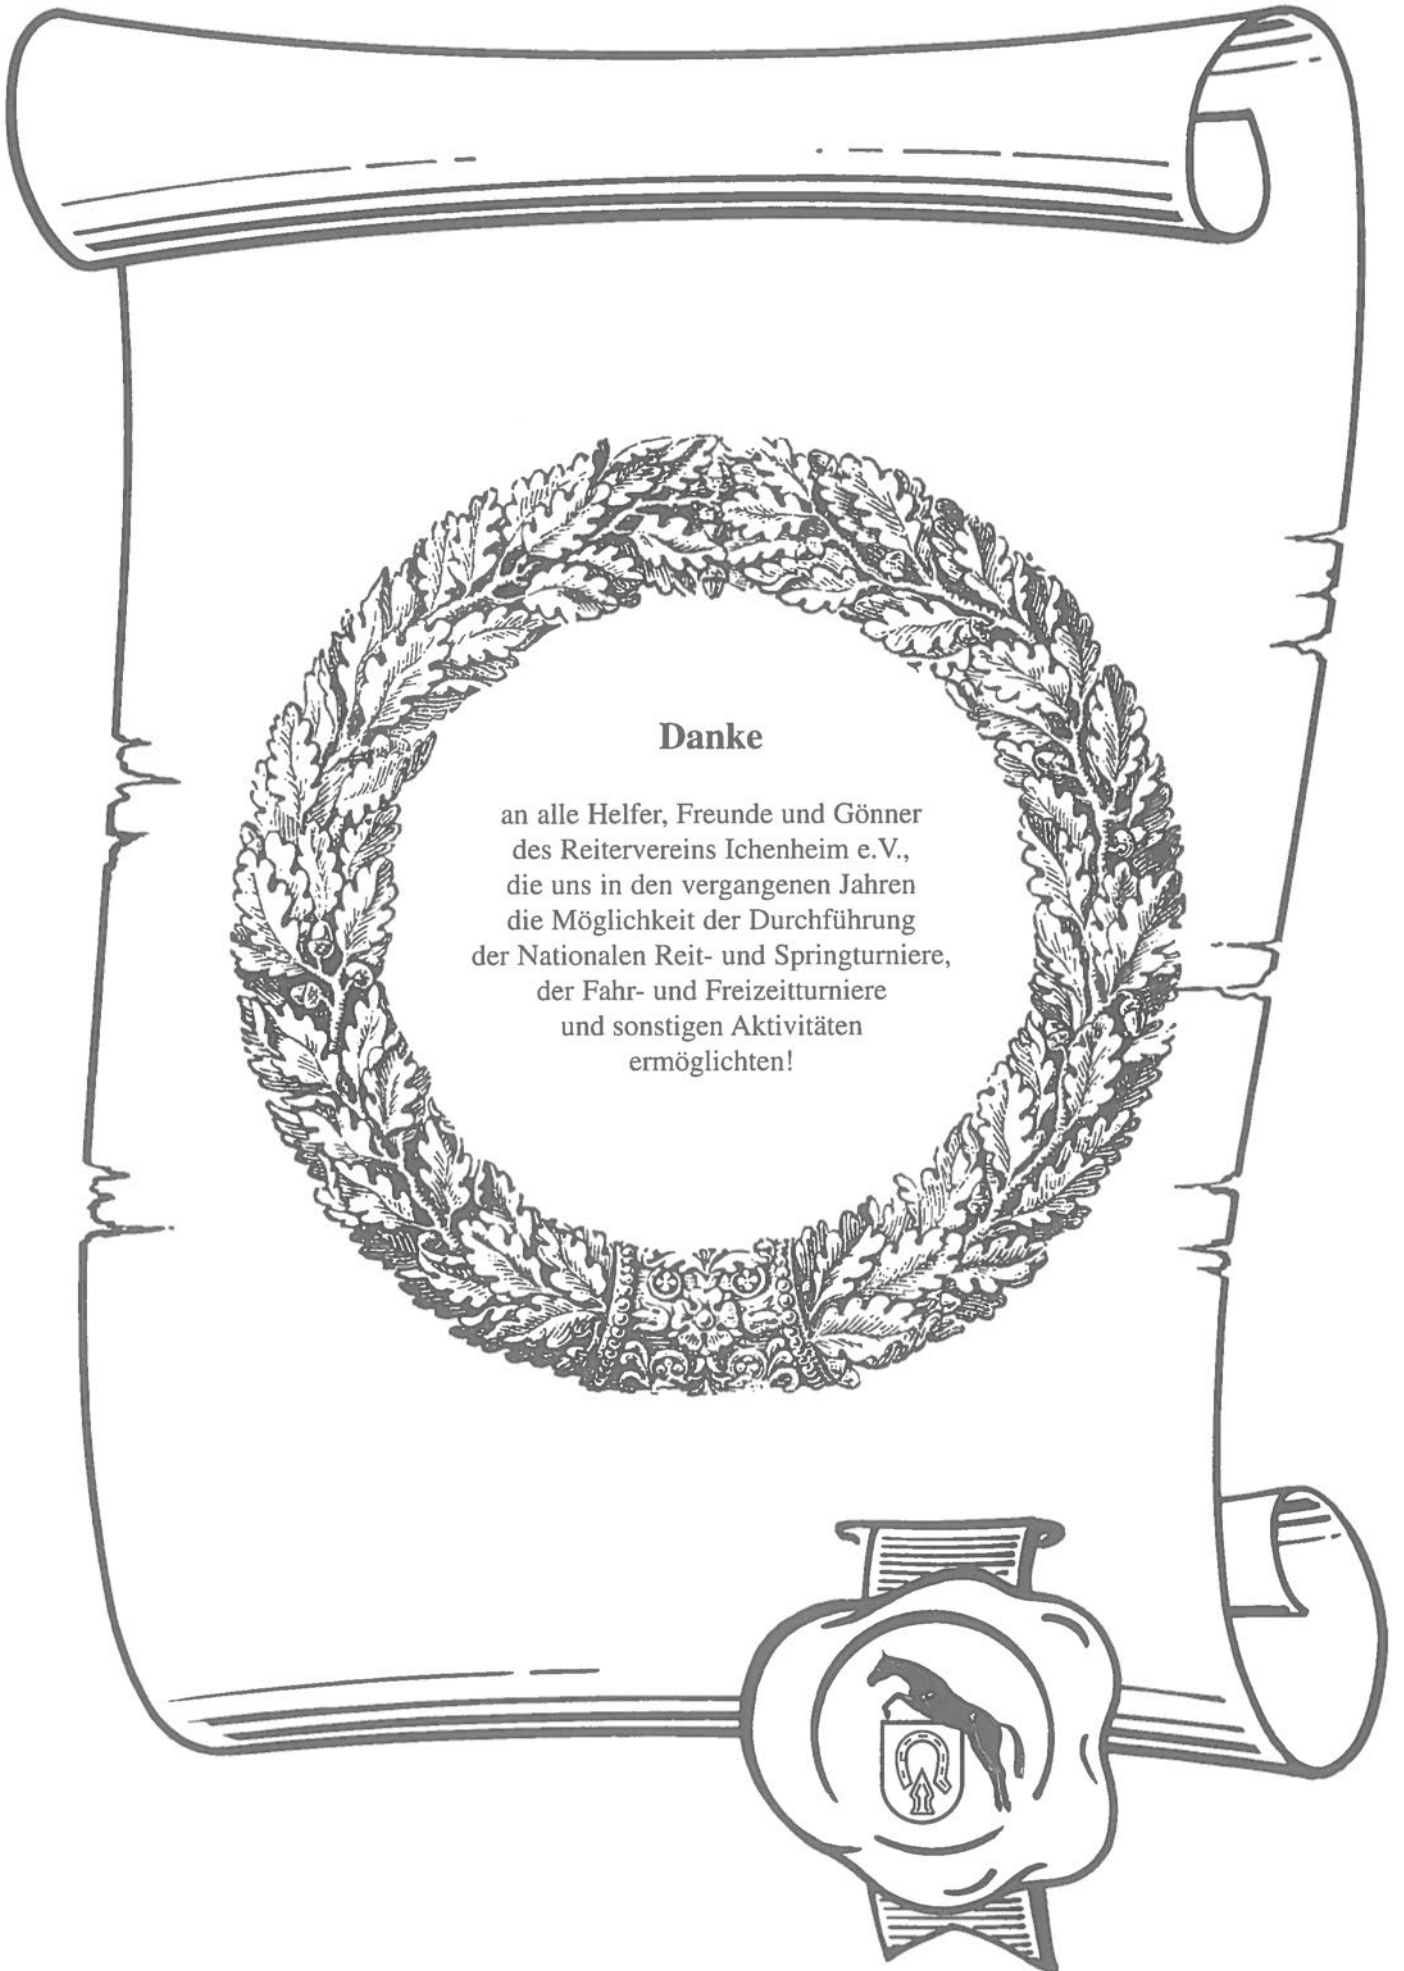 Danke
an alle Helfer, Freunde und Gönner
des Reitervereins Ichenheim e.V.,
die uns in den vergangenen Jahren
die Möglichkeit der Durchführung
der Nationalen Reit- und Springturniere,
der Fahr- und Freizeitturniere
und sonstigen Aktivitäten
ermöglichten!